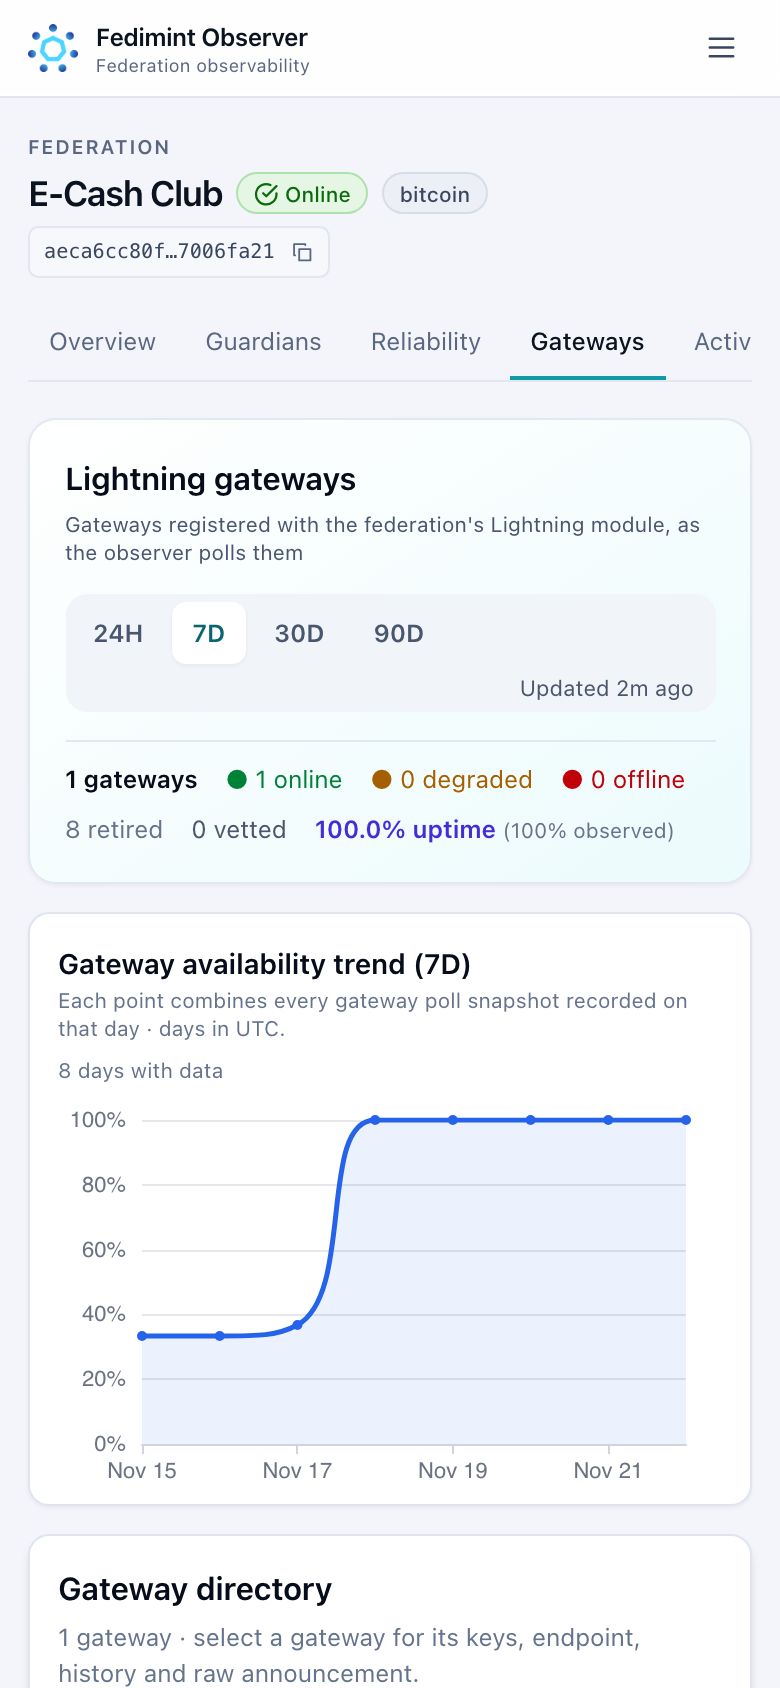 Fedimint Observer
Federation observability
FEDERATION
E-Cash Club
Online
bitcoin
aeca6cc80f…7006fa21
Overview
Guardians
Reliability
Gateways
Activ
Lightning gateways
Gateways registered with the federation's Lightning module, as
the observer polls them
24H
7D
30D
90D
Updated 2m ago
1 gateways
1 online
0 degraded
0 offline
8 retired
0 vetted
100.0% uptime (100% observed)
Gateway availability trend (7D)
Each point combines every gateway poll snapshot recorded on
that day · days in UTC.
8 days with data
100%
80%
60%
40%
20%
0%
Nov 15
Nov 17
Nov 19
Nov 21
Gateway directory
1 gateway · select a gateway for its keys, endpoint,
history and raw announcement.